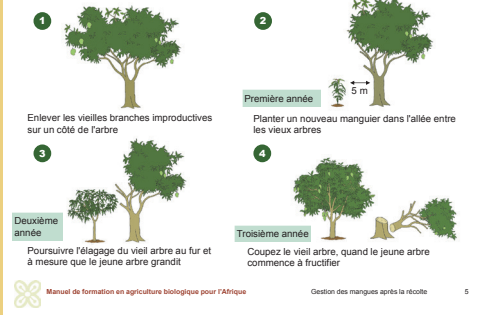 1
Enlever les vieilles branches improductives
sur un côté de l'arbre
2
Première année
5 m
Planter un nouveau manguier dans l'allée entre
les vieux arbres
3
Deuxième
année
Poursuivre l'élagage du vieil arbre au fur et
à mesure que le jeune arbre grandit
4
Troisième année
Coupez le vieil arbre, quand le jeune arbre
commence à fructifier
Manuel de formation en agriculture biologique pour l'Afrique
Gestion des mangues après la récolte
5